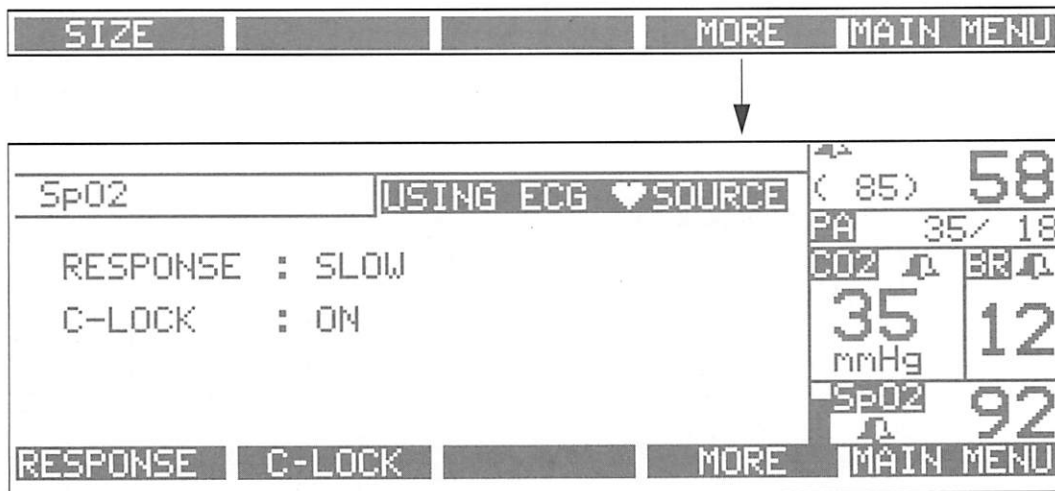 SIZE MORE MAIN MENU
SpO2 USING ECG ♥ SOURCE
RESPONSE : SLOW
C-LOCK : ON
( 85) 58
PA 35/ 18
CO2 BR
35 12
mmHg
SpO2 92
RESPONSE C-LOCK MORE MAIN MENU